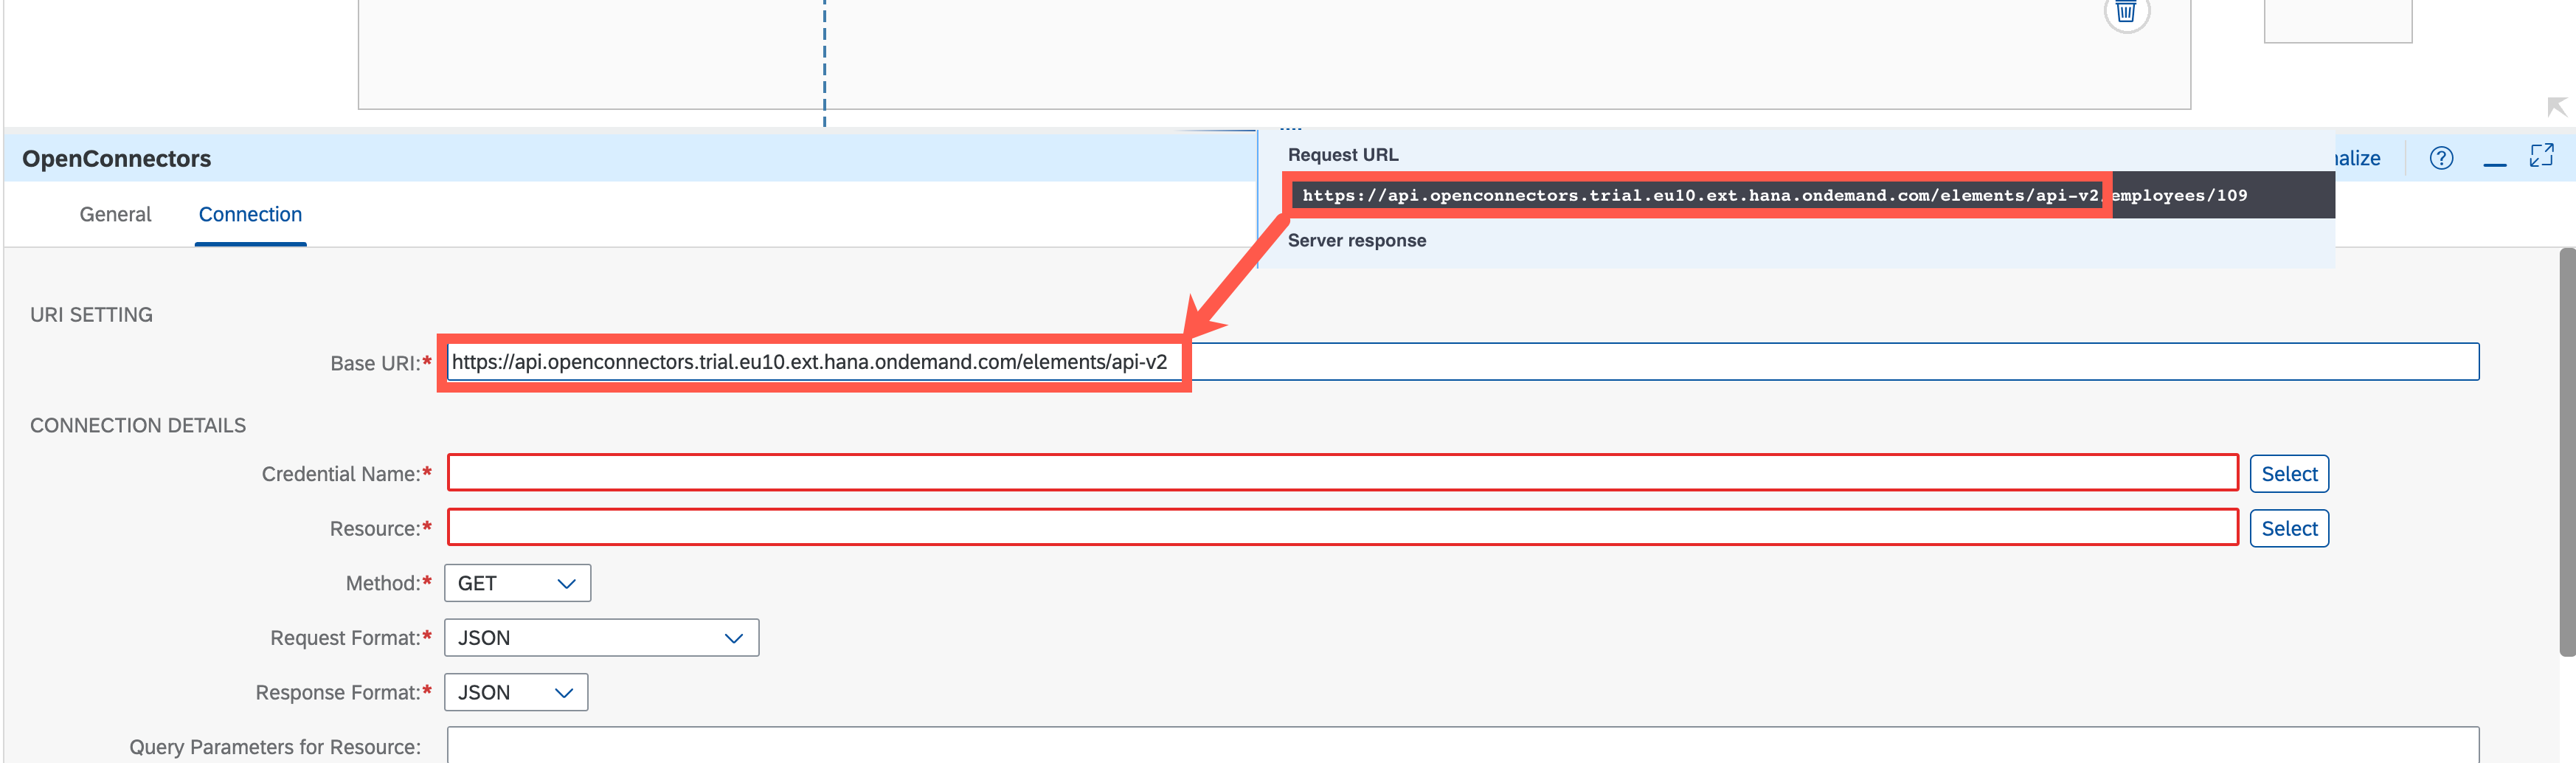 OpenConnectors
Request URL
alize
https://api.openconnectors.trial.eu10.ext.hana.ondemand.com/elements/api-v2/employees/109
General
Connection
Server response
URI SETTING
Base URI:*
https://api.openconnectors.trial.eu10.ext.hana.ondemand.com/elements/api-v2
CONNECTION DETAILS
Credential Name:*
Select
Resource:*
Select
Method:*
GET
Request Format:*
JSON
Response Format:*
JSON
Query Parameters for Resource: